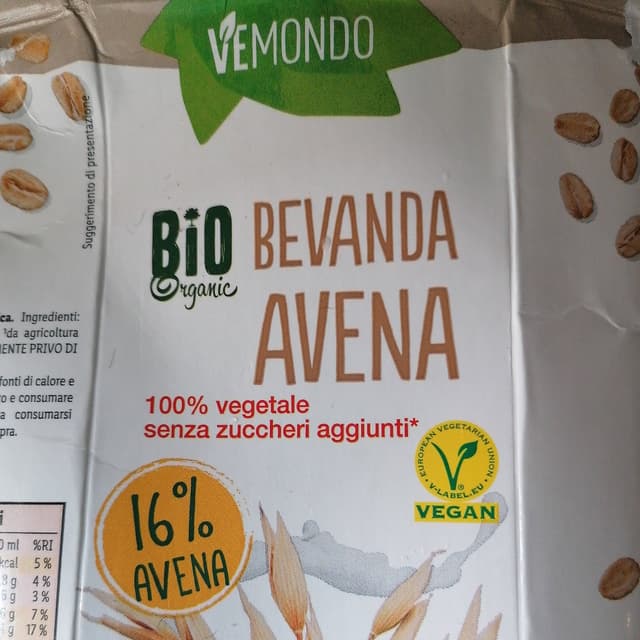 VEMONDO
Suggerimento di presentazione
BIO
Organic
BEVANDA
AVENA
100% vegetale
senza zuccheri aggiunti*
16%
AVENA
EUROPEAN VEGETARIAN UNION
V-LABEL.EU
VEGAN
Ingredienti:
da agricoltura
PRIVO DI
fonti di calore e
e consumare
consumarsi
ml %RI
kcal 5 %
g 4 %
g 3 %
g 7 %
g 17 %